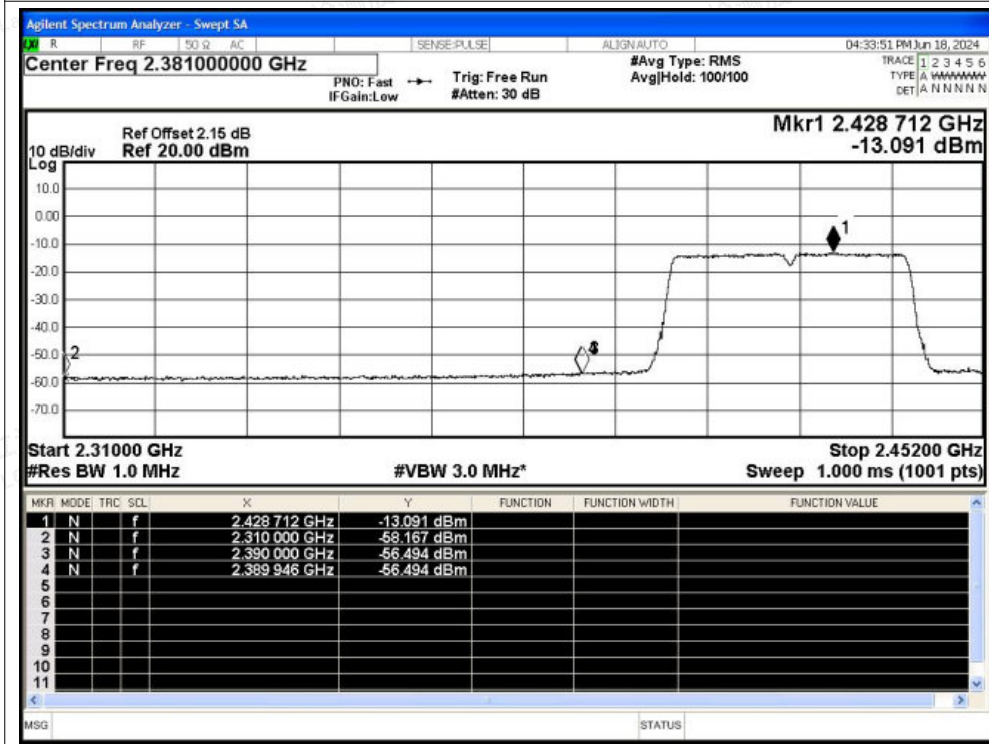 Agilent Spectrum Analyzer - Swept SA
LXI R RF 50 Ω AC SENSE:PULSE ALIGNAUTO 04:33:51 PM Jun 18, 2024
Center Freq 2.381000000 GHz
PNO: Fast
IFGain:Low
Trig: Free Run
#Atten: 30 dB
#Avg Type: RMS
Avg|Hold: 100/100
TRACE 1 2 3 4 5 6
TYPE A WWWWW
DET A N N N N N
Ref Offset 2.15 dB
10 dB/div Ref 20.00 dBm
Log
Mkr1 2.428 712 GHz
-13.091 dBm
10.0
0.00
-10.0
-20.0
-30.0
-40.0
-50.0
-60.0
-70.0
1
2
Start 2.31000 GHz Stop 2.45200 GHz
#Res BW 1.0 MHz #VBW 3.0 MHz* Sweep 1.000 ms (1001 pts)
MKR MODE TRC SCL X Y FUNCTION FUNCTION WIDTH FUNCTION VALUE
1 N f 2.428 712 GHz -13.091 dBm
2 N f 2.310 000 GHz -58.167 dBm
3 N f 2.390 000 GHz -56.494 dBm
4 N f 2.389 946 GHz -56.494 dBm
5
6
7
8
9
10
11
MSG STATUS